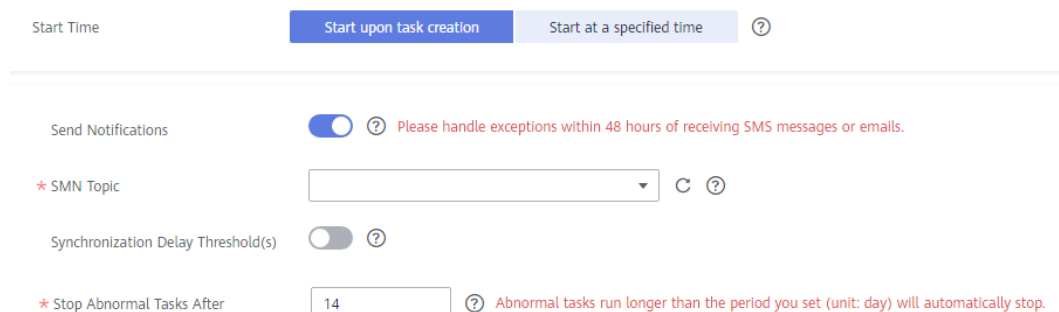 Start Time Start upon task creation Start at a specified time ?
Send Notifications ? Please handle exceptions within 48 hours of receiving SMS messages or emails.
* SMN Topic ?
Synchronization Delay Threshold(s) ?
* Stop Abnormal Tasks After 14 ? Abnormal tasks run longer than the period you set (unit: day) will automatically stop.